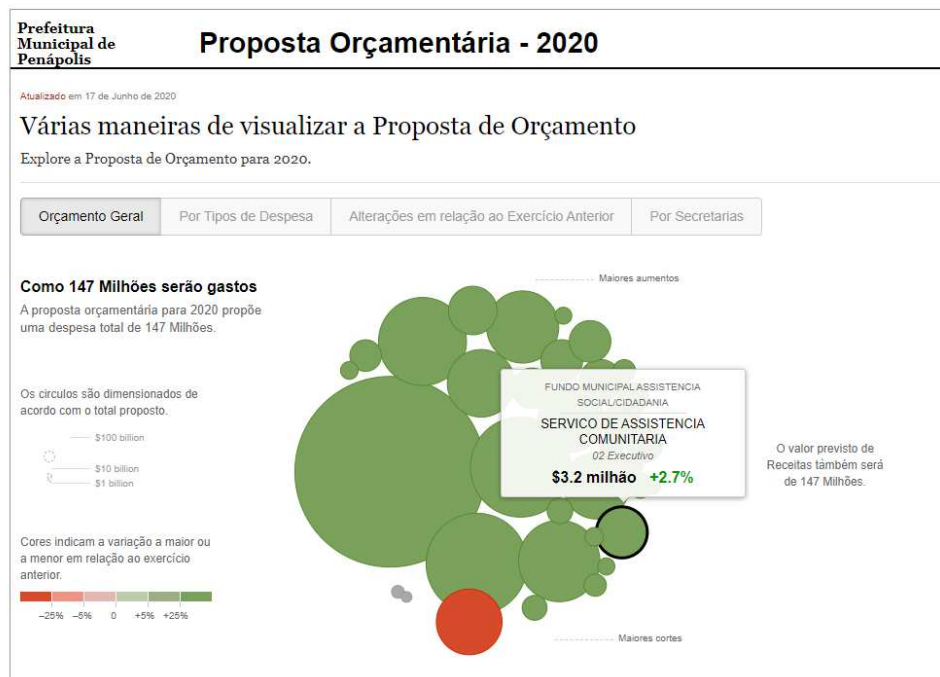 Prefeitura
Municipal de
Penápolis
Proposta Orçamentária - 2020
Atualizado em 17 de Junho de 2020
Várias maneiras de visualizar a Proposta de Orçamento
Explore a Proposta de Orçamento para 2020.
Orçamento Geral
Por Tipos de Despesa
Alterações em relação ao Exercício Anterior
Por Secretarias
Como 147 Milhões serão gastos
A proposta orçamentária para 2020 propõe
uma despesa total de 147 Milhões.
Os circulos são dimensionados de
acordo com o total proposto.
$100 billion
$10 billion
$1 billion
Cores indicam a variação a maior ou
a menor em relação ao exercício
anterior.
−25% −5% 0 +5% +25%
Maiores aumentos
FUNDO MUNICIPAL ASSISTENCIA
SOCIAL/CIDADANIA
SERVICO DE ASSISTENCIA
COMUNITARIA
02 Executivo
$3.2 milhão +2.7%
O valor previsto de
Receitas também será
de 147 Milhões.
Maiores cortes